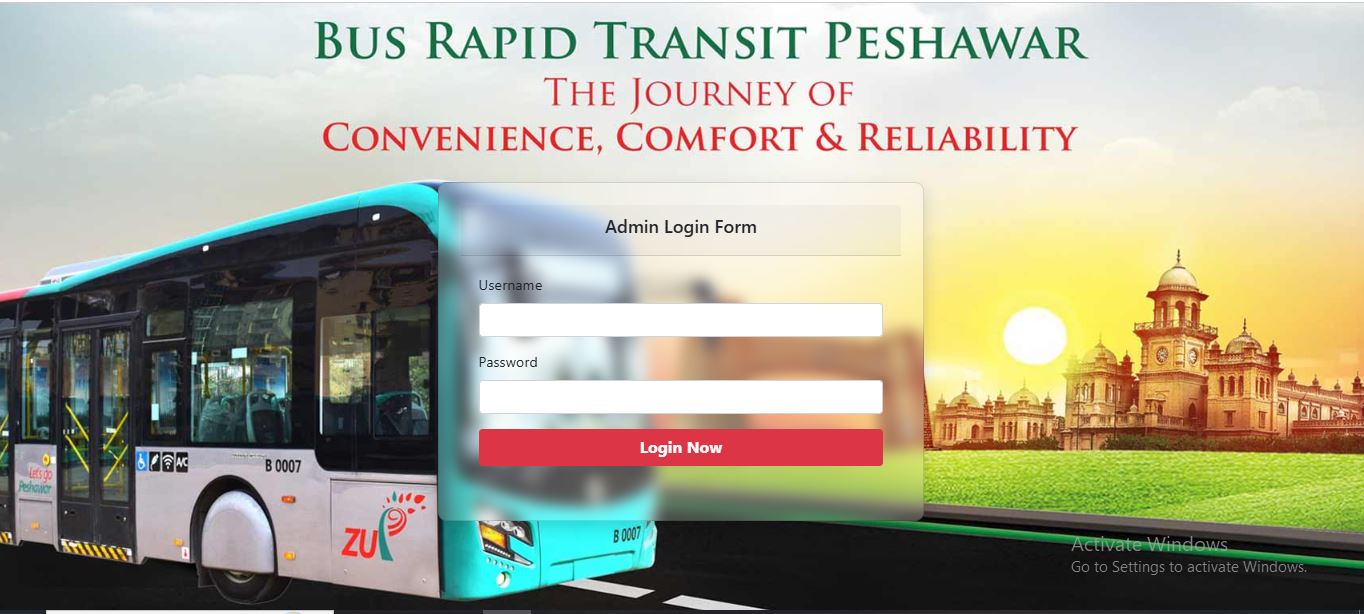 BUS RAPID TRANSIT PESHAWAR
THE JOURNEY OF
CONVENIENCE, COMFORT & RELIABILITY
Admin Login Form
Username
Password
Login Now
B 0007
A/C
Let's go
Peshawar
ZU
B 0007
Activate Windows
Go to Settings to activate Windows.